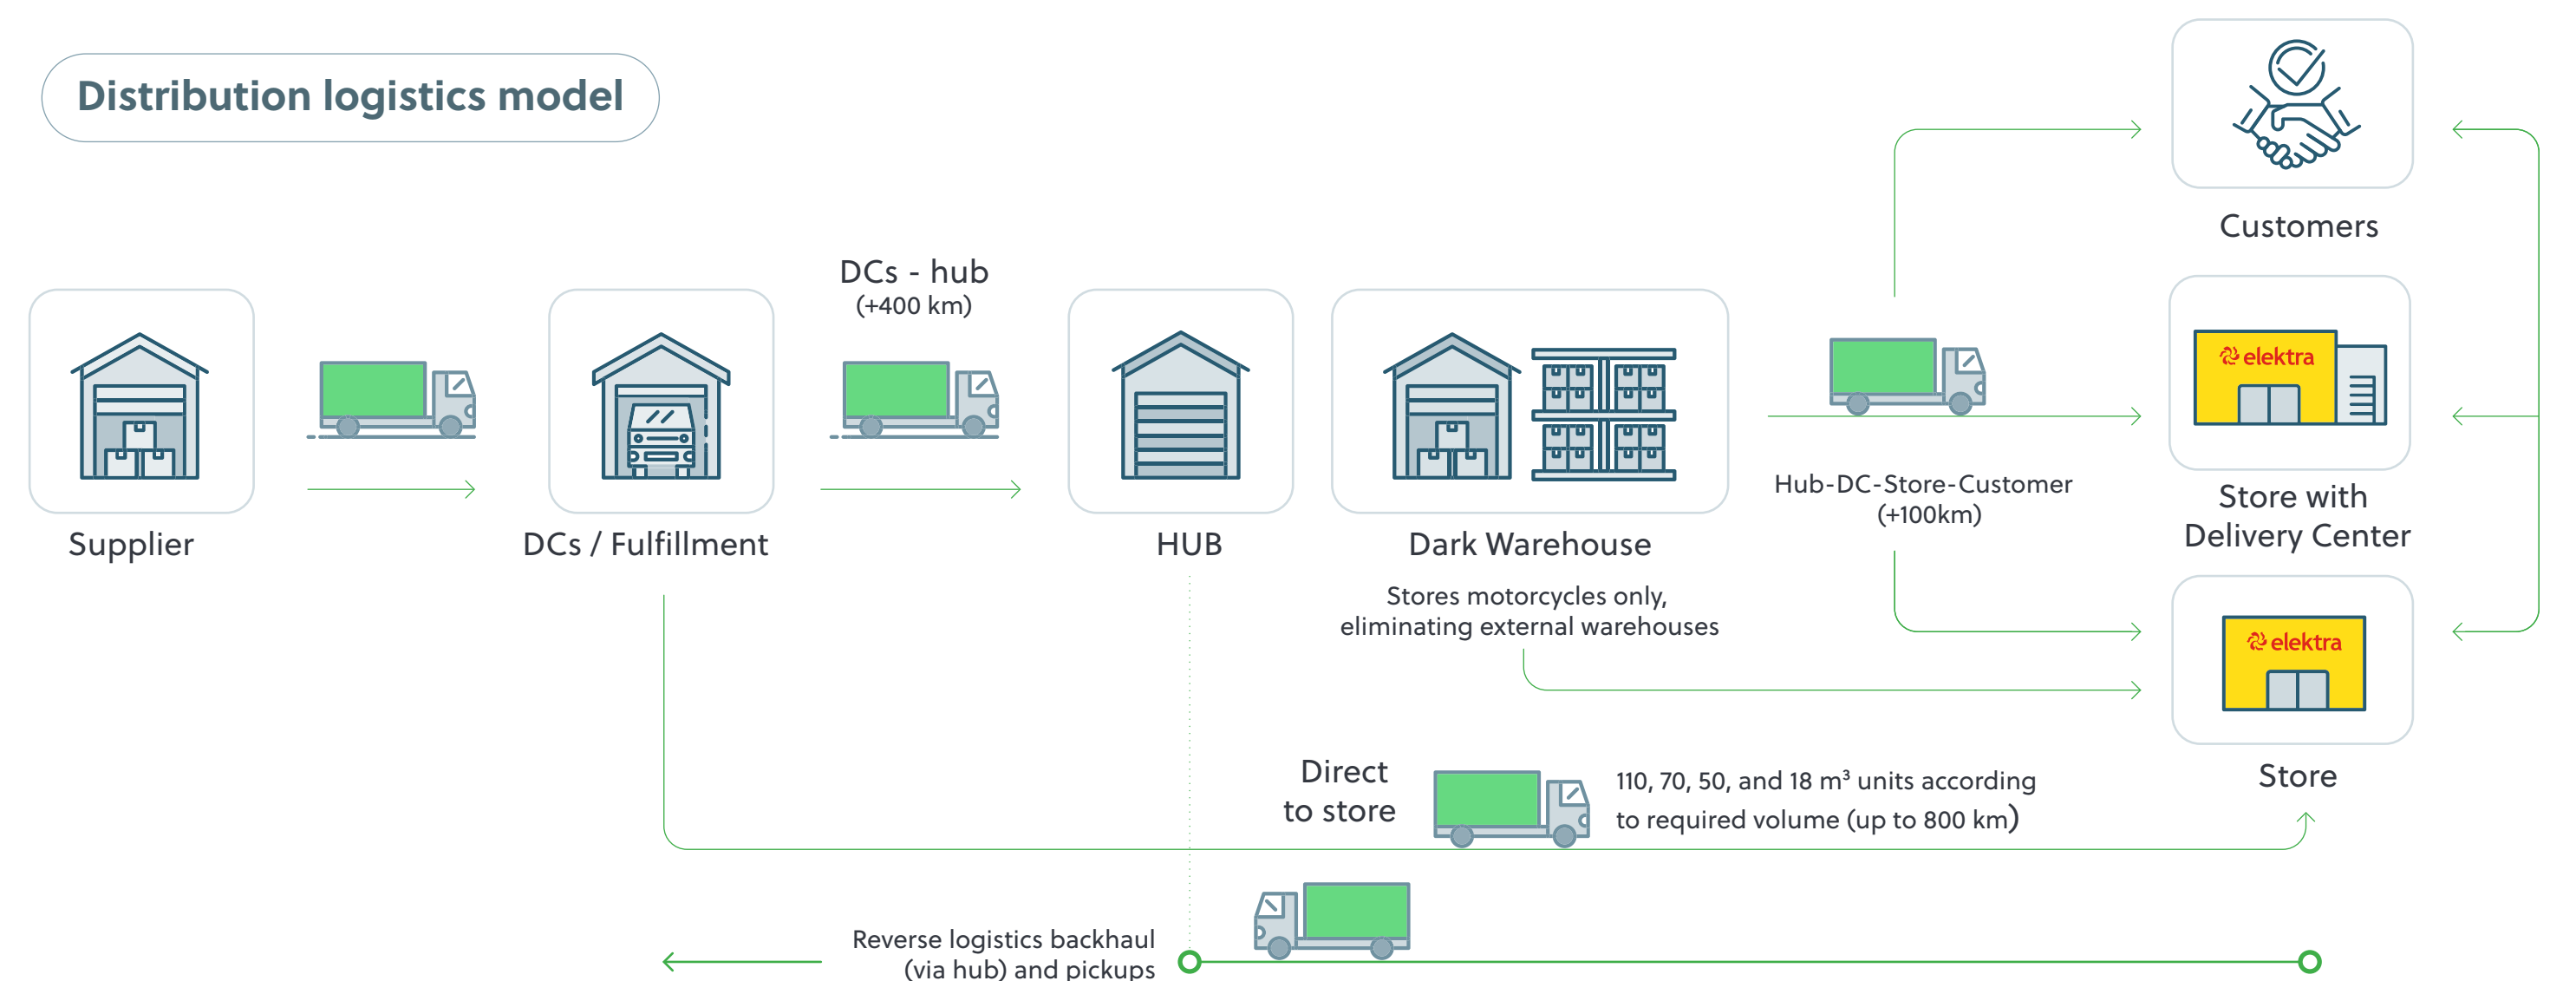 Distribution logistics model
Customers
DCs - hub
(+400 km)
elektra
Hub-DC-Store-Customer
(+100km)
Store with
Delivery Center
Supplier
DCs / Fulfillment
HUB
Dark Warehouse
Stores motorcycles only,
eliminating external warehouses
elektra
Store
Direct
to store
110, 70, 50, and 18 m³ units according
to required volume (up to 800 km)
Reverse logistics backhaul
(via hub) and pickups